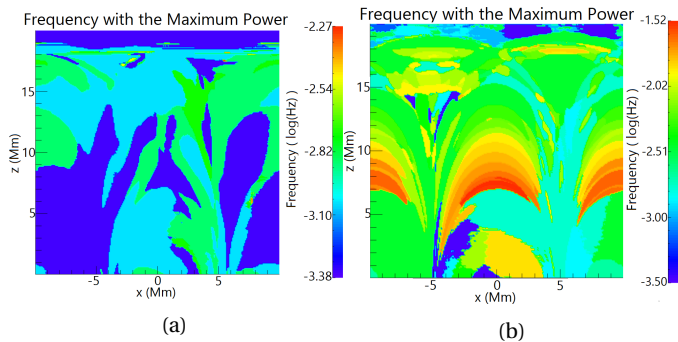 Frequency with the Maximum Power
15
10
5
z (Mm)
-5
0
5
x (Mm)
-2.27
-2.54
-2.82
-3.10
-3.38
Frequency ( log(Hz) )
(a)
Frequency with the Maximum Power
15
10
5
z (Mm)
-5
0
5
x (Mm)
-1.52
-2.02
-2.51
-3.00
-3.50
Frequency ( log(Hz) )
(b)